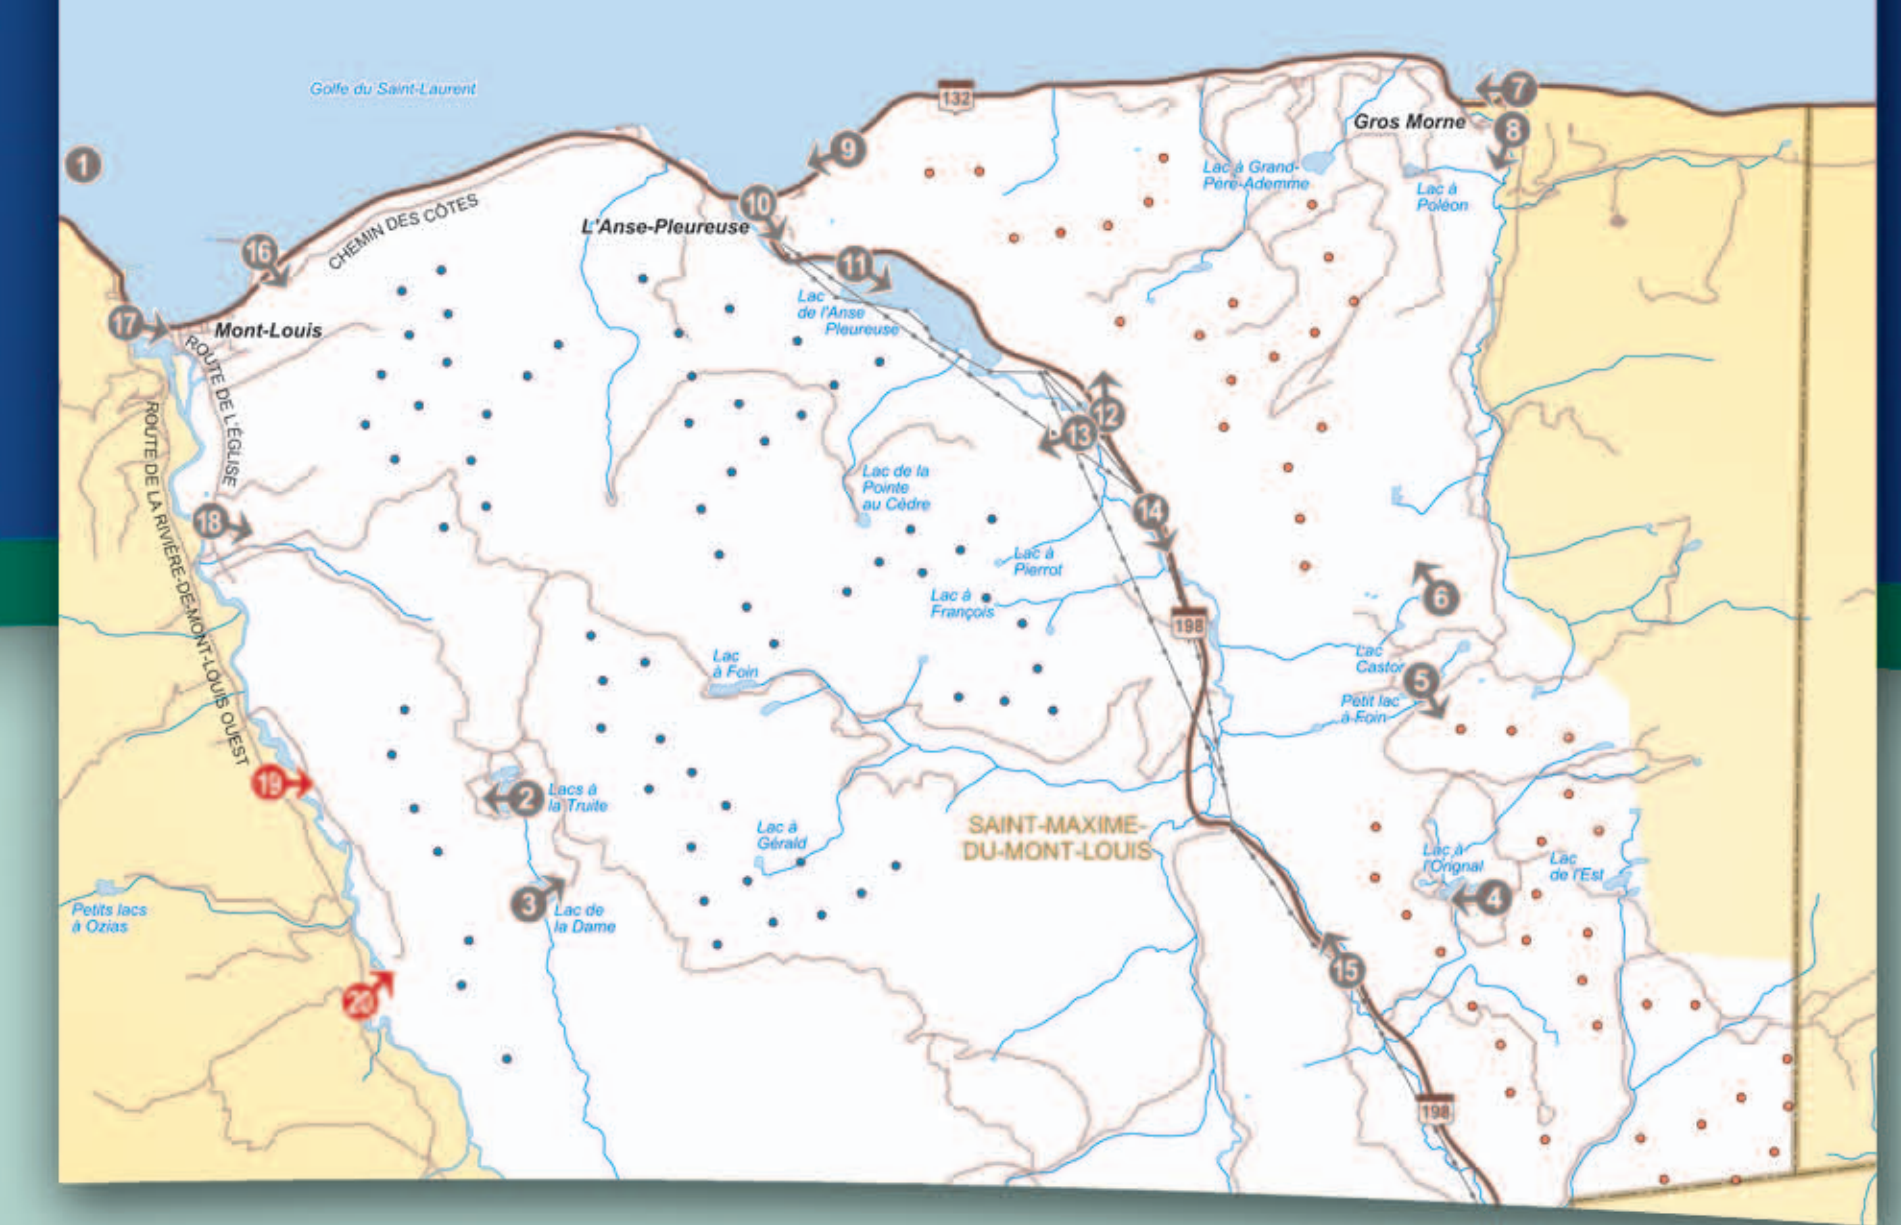 Golfe du Saint-Laurent
132
7
Gros Morne
8
1
9
Lac à Grand-
Père-Ademme
Lac à
Poléon
10
CHEMIN DES CÔTES
L'Anse-Pleureuse
16
11
Lac
de l'Anse
Pleureuse
17
Mont-Louis
ROUTE DE L'ÉGLISE
ROUTE DE LA RIVIÈRE-DE-MONT-LOUIS OUEST
12
13
Lac de la
Pointe
au Cèdre
14
18
Lac à
Pierrot
Lac à
François
6
198
Lac
à Foin
Lac
Castor
5
Petit lac
à Foin
19
2
Lacs à
la Truite
Lac à
Gérald
SAINT-MAXIME-
DU-MONT-LOUIS
Lac à
l'Orignal
Lac
de l'Est
4
3
Lac de
la Dame
Petits lacs
à Ozias
15
20
198